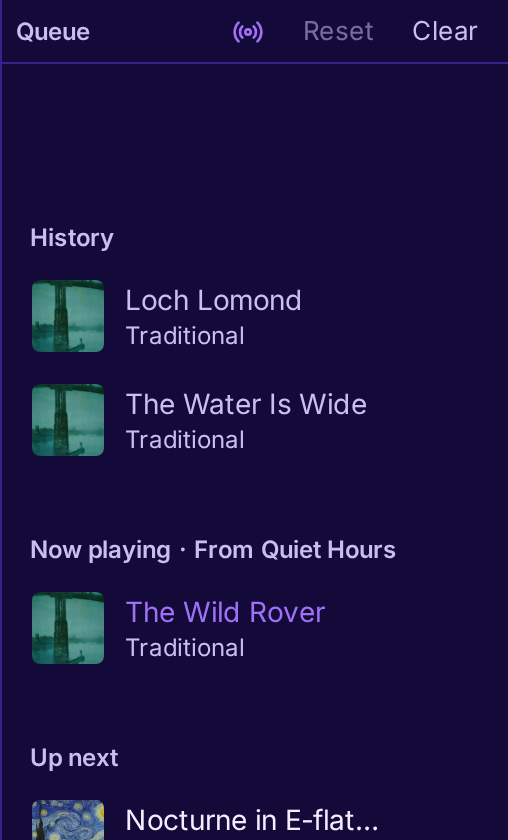 Queue
Reset
Clear
History
Loch Lomond
Traditional
The Water Is Wide
Traditional
Now playing · From Quiet Hours
The Wild Rover
Traditional
Up next
Nocturne in E-flat...